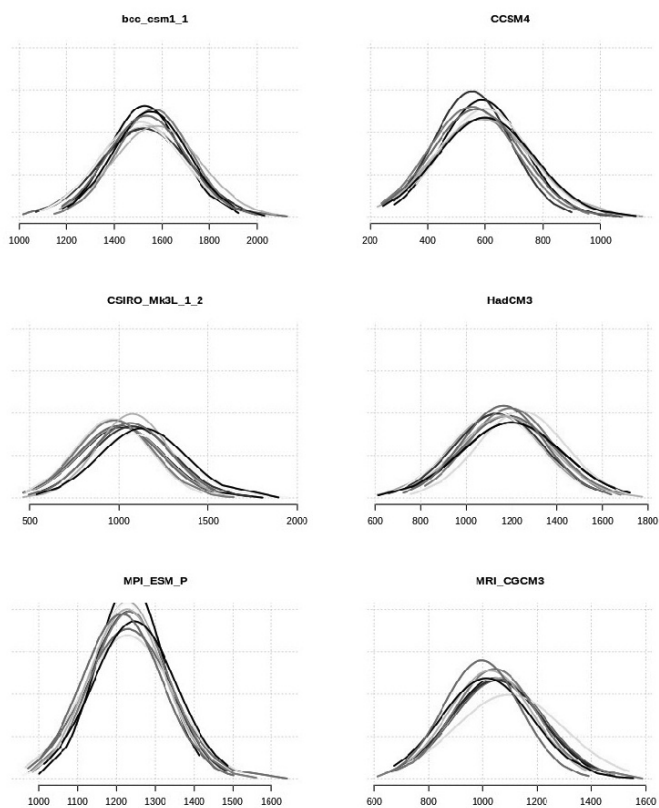 bcc_csm1_1
CCSM4
1000 1200 1400 1600 1800 2000
200 400 600 800 1000
CSIRO_Mk3L_1_2
HadCM3
500 1000 1500 2000
600 800 1000 1200 1400 1600 1800
MPI_ESM_P
MRI_CGCM3
1000 1100 1200 1300 1400 1500 1600
600 800 1000 1200 1400 1600